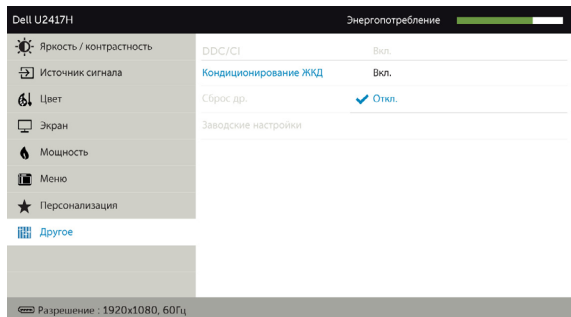 Dell U2417H Энергопотребление
Яркость / контрастность DDC/CI Вкл.
Источник сигнала Кондиционирование ЖКД Вкл.
Цвет Сброс др. Откл.
Экран Заводские настройки
Мощность
Меню
Персонализация
Другое
Разрешение : 1920x1080, 60Гц